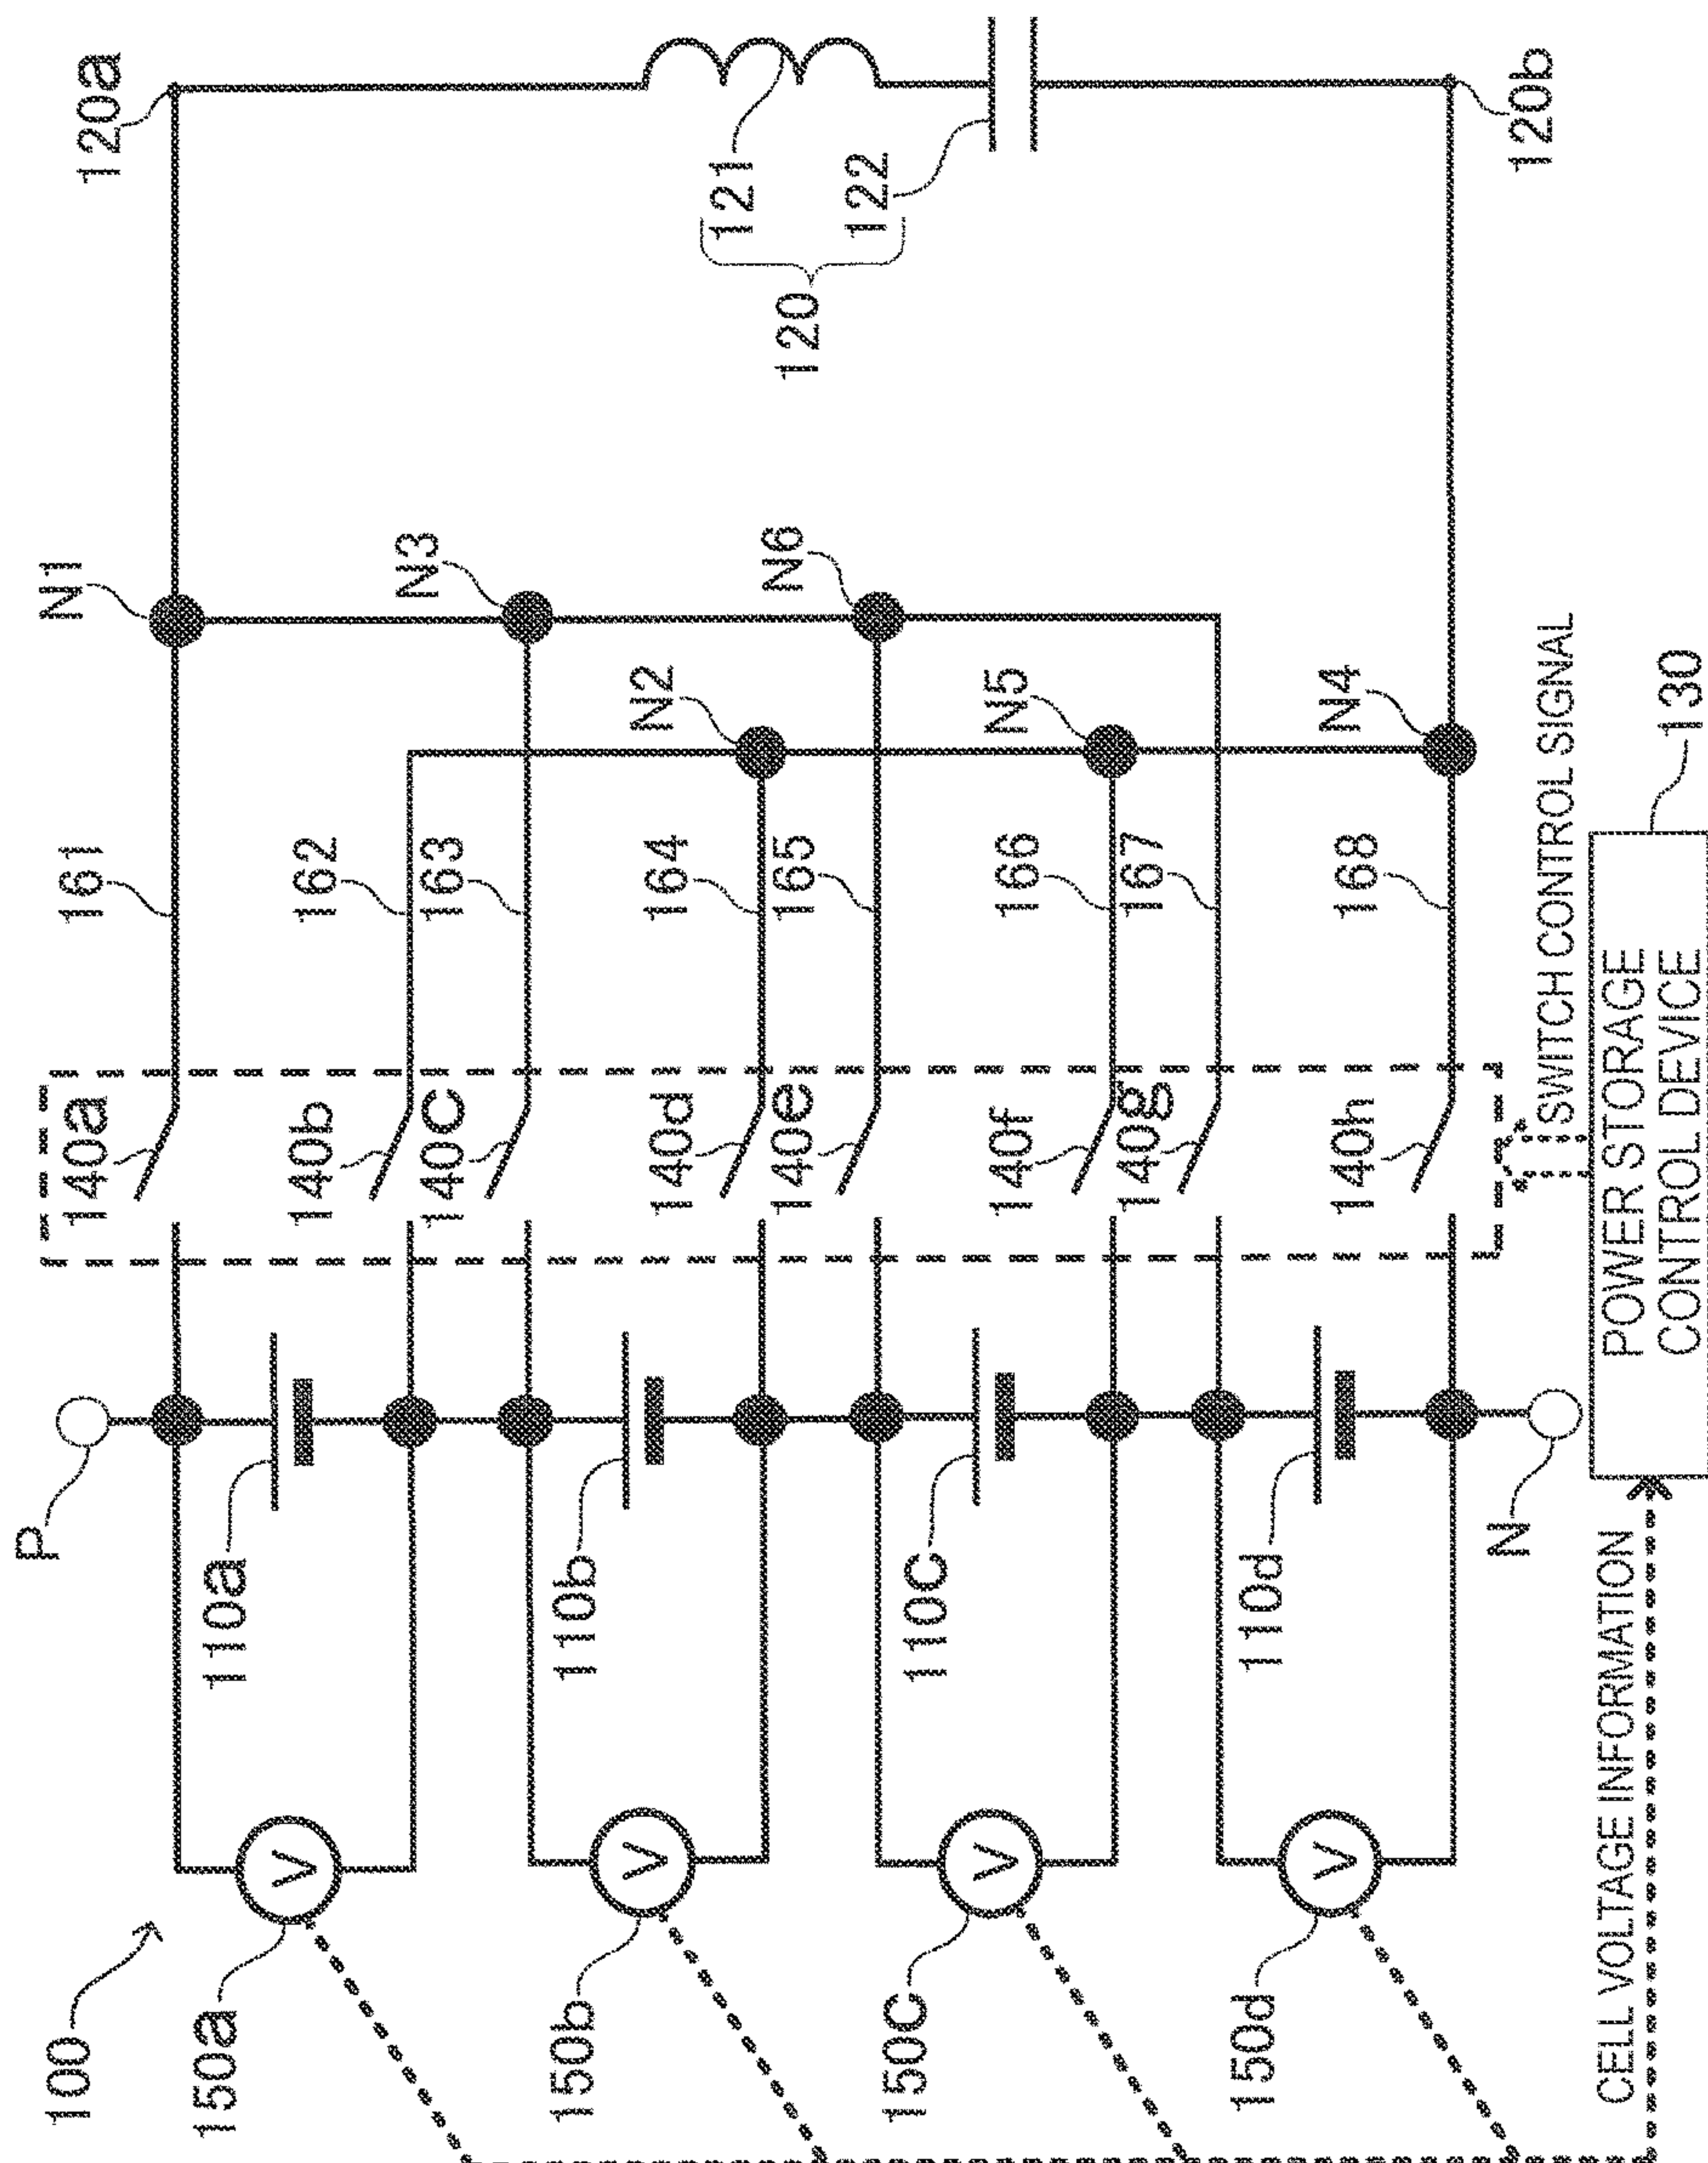 100
150a
150b
150c
150d
CELL VOLTAGE INFORMATION
V
V
V
V
P
110a
110b
110c
110d
N
140a
140b
140c
140d
140e
140f
140g
140h
SWITCH CONTROL SIGNAL
POWER STORAGE
CONTROL DEVICE
130
161
162
163
164
165
166
167
168
N1
N3
N6
N2
N5
N4
120
121
122
120a
120b